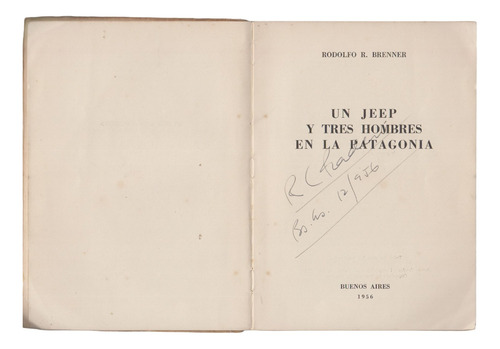 RODOLFO R. BRENNER
UN JEEP
Y TRES HOMBRES
EN LA PATAGONIA
R C
Bs. As. 12/956
BUENOS AIRES
1956